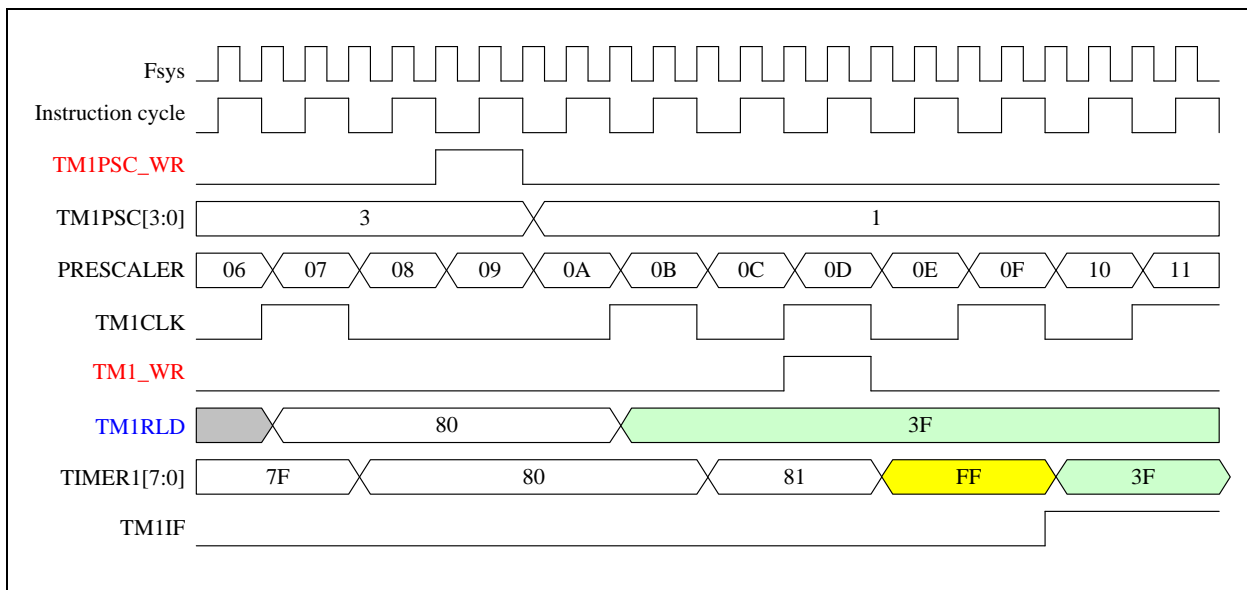 Fsys
Instruction cycle
TM1PSC_WR
TM1PSC[3:0] 3 1
PRESCALER 06 07 08 09 0A 0B 0C 0D 0E 0F 10 11
TM1CLK
TM1_WR
TM1RLD 80 3F
TIMER1[7:0] 7F 80 81 FF 3F
TM1IF